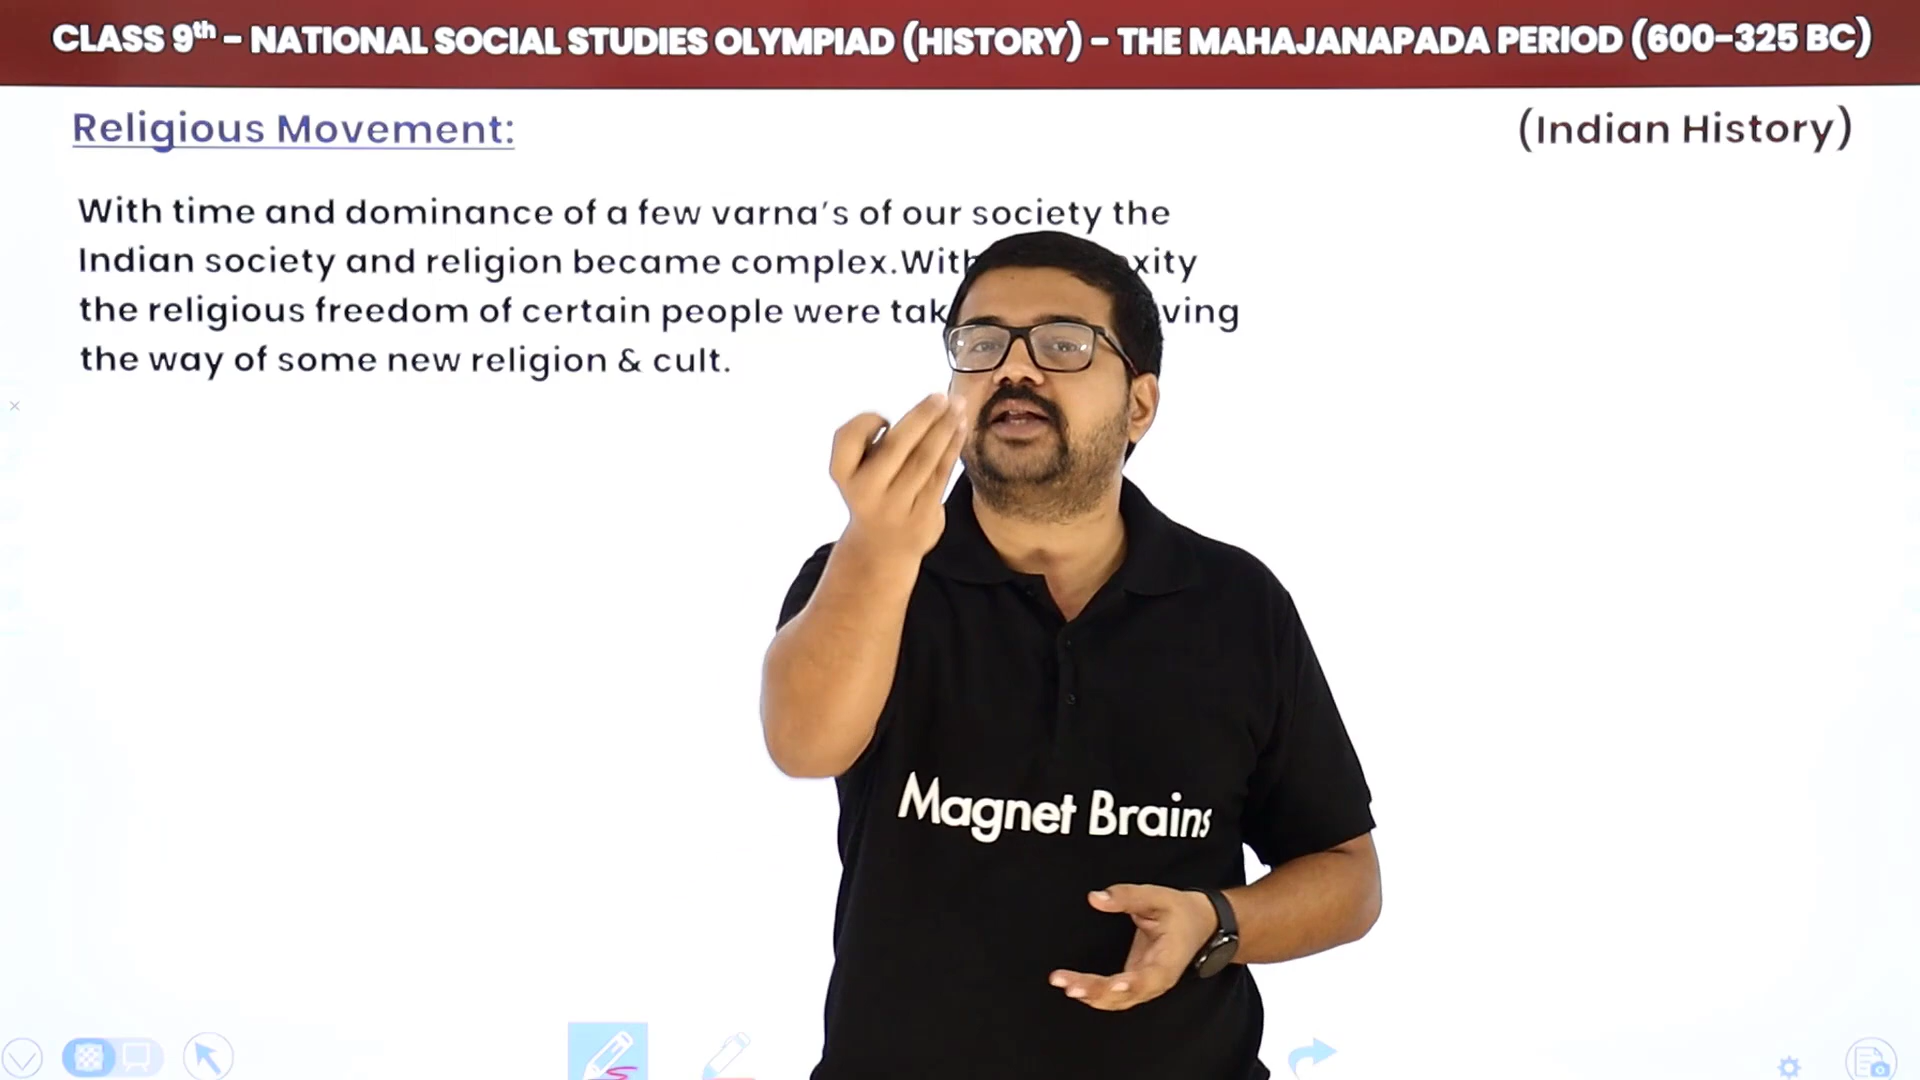 CLASS 9th - NATIONAL SOCIAL STUDIES OLYMPIAD (HISTORY) - THE MAHAJANAPADA PERIOD (600-325 BC)
Religious Movement:
(Indian History)
With time and dominance of a few varna's of our society the
Indian society and religion became complex.With
the religious freedom of certain people were
the way of some new religion & cult.
Magnet Brains